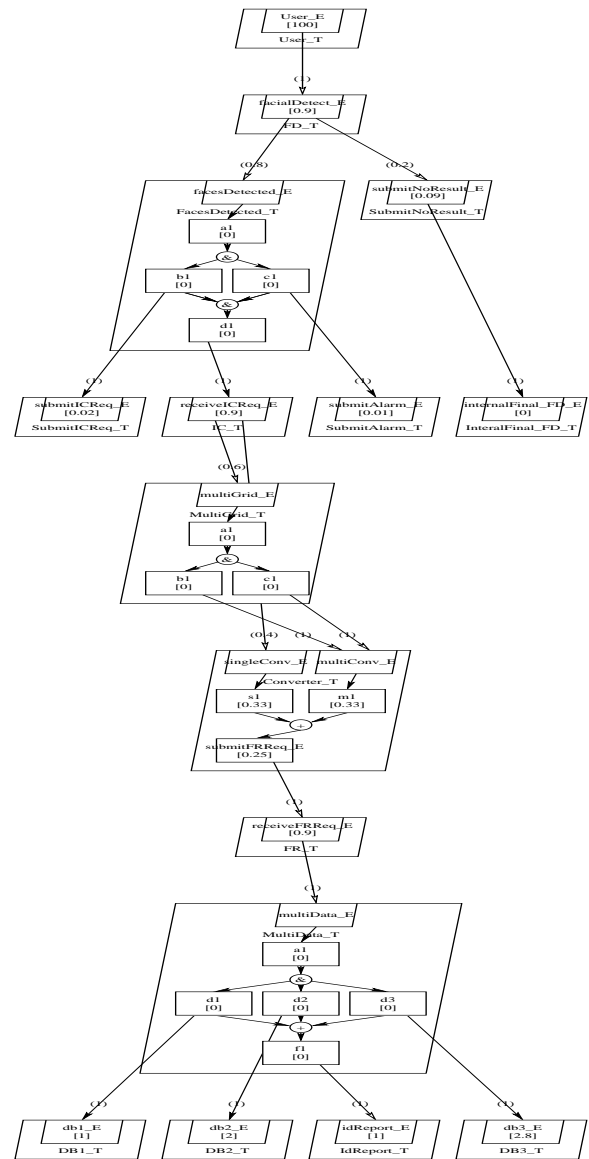 User_E
[100]
User_T
(1)
facialDetect_E
[0.9]
FD_T
(0.8)
(0.2)
facesDetected_E
FacesDetected_T
submitNoResult_E
[0.09]
SubmitNoResult_T
a1
[0]
&
b1
[0]
c1
[0]
&
d1
[0]
(1)
(1)
(1)
(1)
submitICReq_E
[0.02]
SubmitICReq_T
receiveICReq_E
[0.9]
IC_T
submitAlarm_E
[0.01]
SubmitAlarm_T
internalFinal_FD_E
[0]
InteralFinal_FD_T
(0.6)
multiGrid_E
MultiGrid_T
a1
[0]
&
b1
[0]
c1
[0]
(0.4)
(1)
(1)
singleConv_E
multiConv_E
Converter_T
s1
[0.33]
m1
[0.33]
+
submitFRReq_E
[0.25]
(1)
receiveFRReq_E
[0.9]
FR_T
(1)
multiData_E
MultiData_T
a1
[0]
&
d1
[0]
d2
[0]
d3
[0]
+
f1
[0]
(1)
(1)
(1)
(1)
db1_E
[1]
DB1_T
db2_E
[2]
DB2_T
idReport_E
[1]
IdReport_T
db3_E
[2.8]
DB3_T